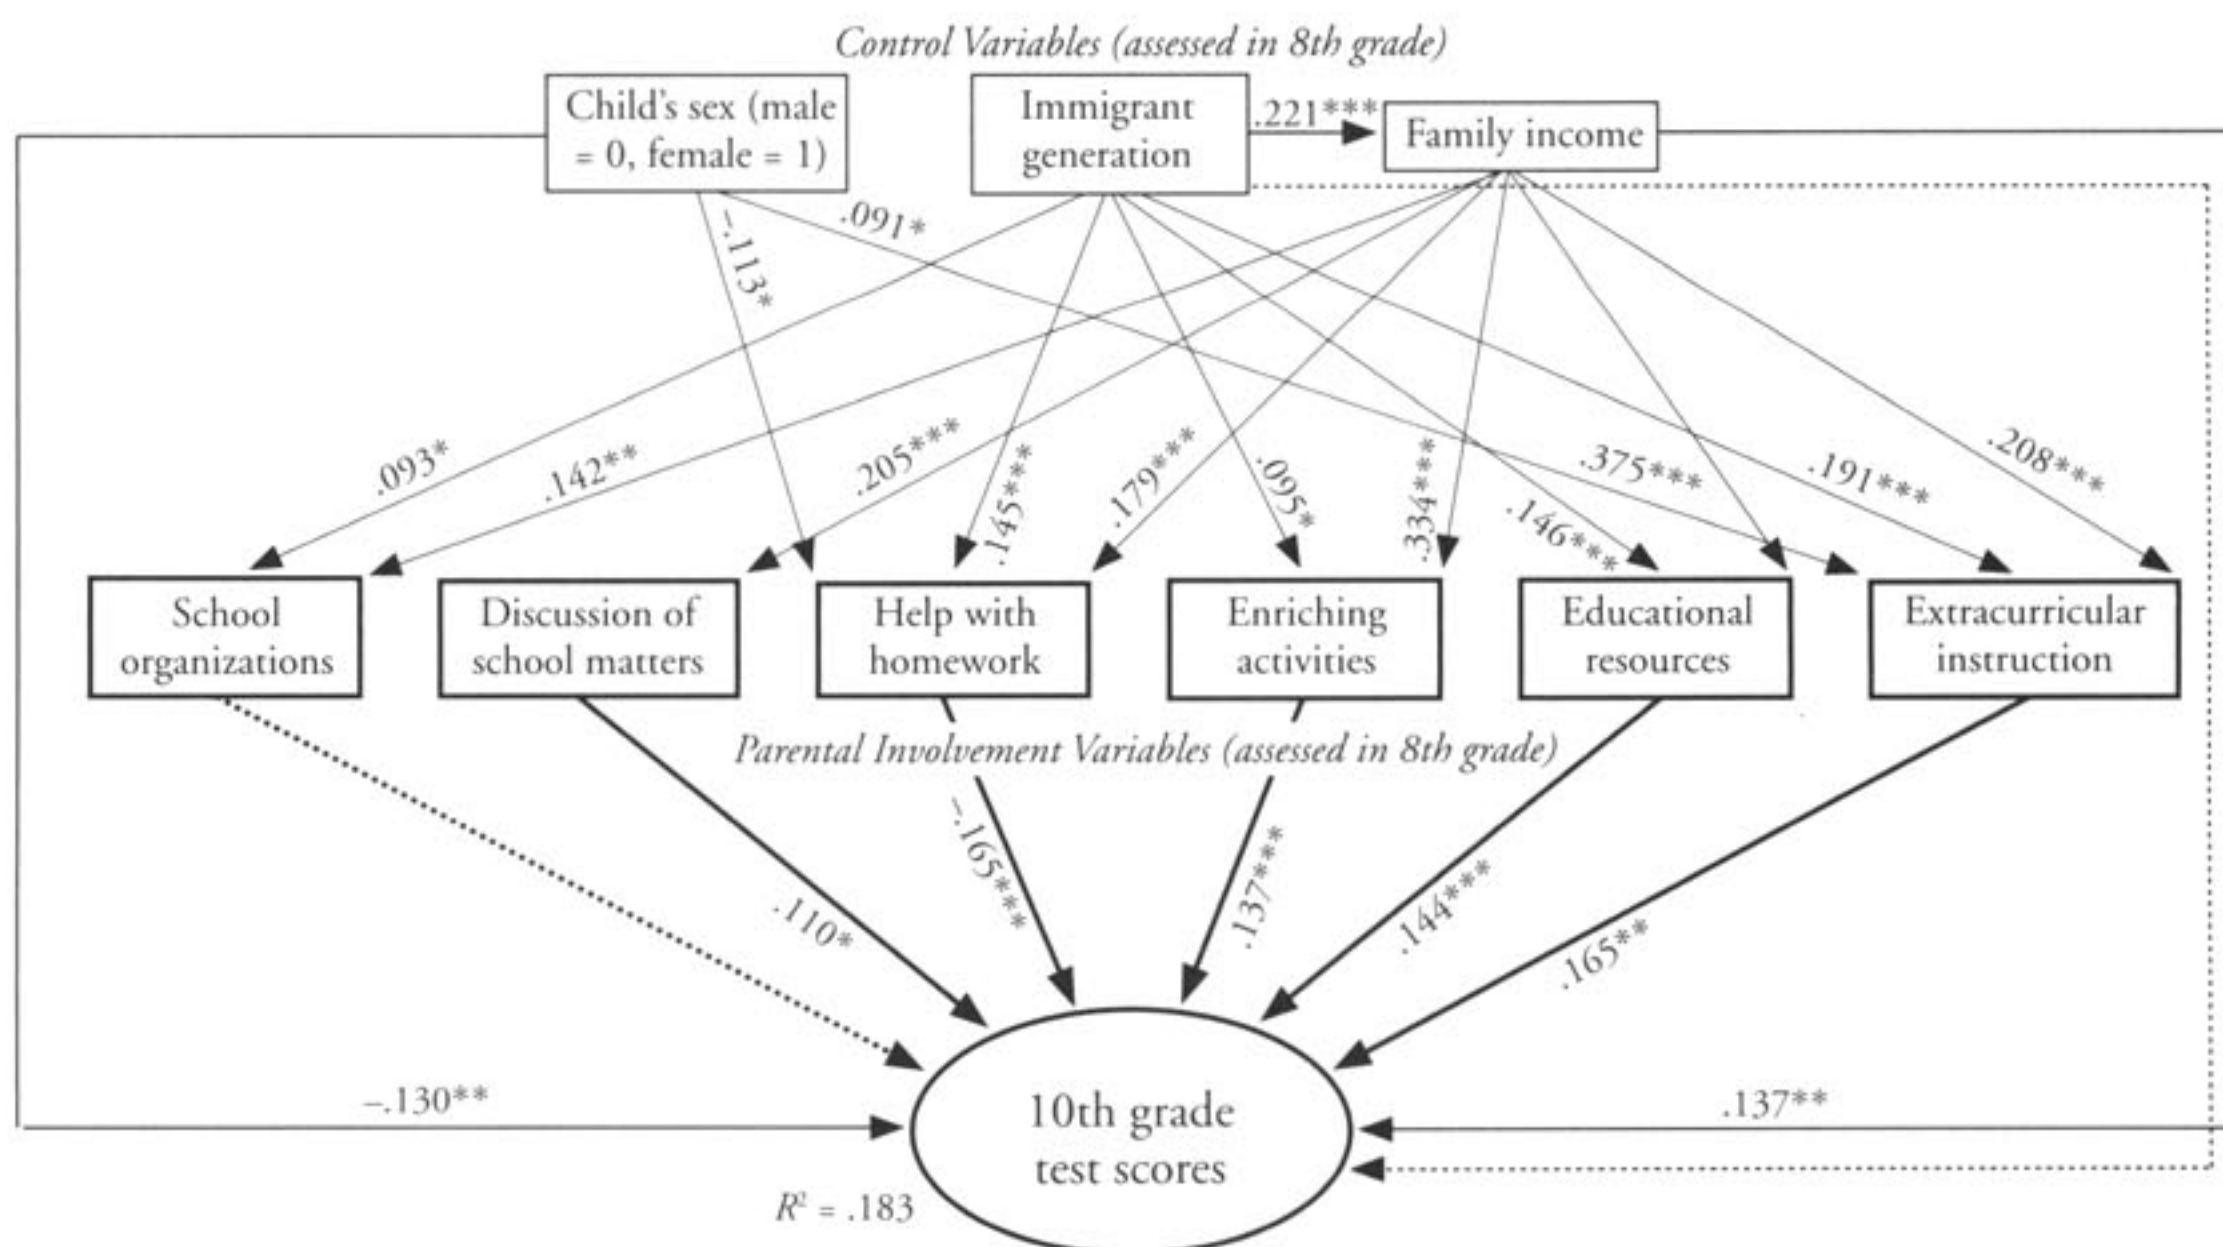 Control Variables (assessed in 8th grade)
Child's sex (male
= 0, female = 1)
Immigrant
generation
.221***
Family income
–.113*
.091*
.093*
.142**
.205***
.145***
.179***
.095*
.334***
.146***
.375***
.191***
.208***
School
organizations
Discussion of
school matters
Help with
homework
Enriching
activities
Educational
resources
Extracurricular
instruction
Parental Involvement Variables (assessed in 8th grade)
.110*
–.165***
.137***
.144***
.165**
–.130**
.137**
10th grade
test scores
R² = .183